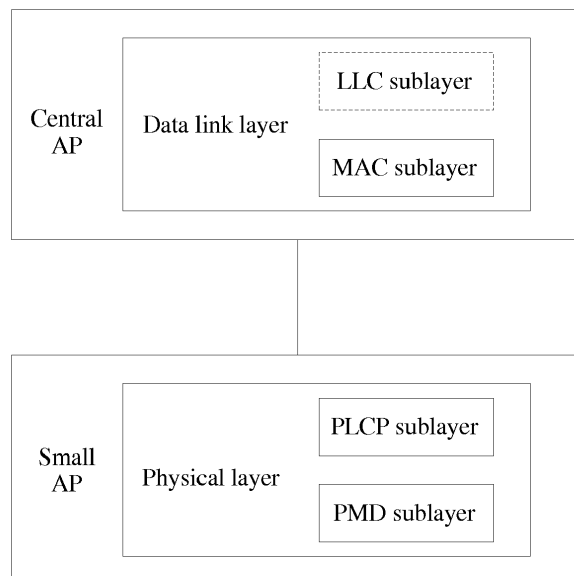 Central
AP
Data link layer
LLC sublayer
MAC sublayer
Small
AP
Physical layer
PLCP sublayer
PMD sublayer